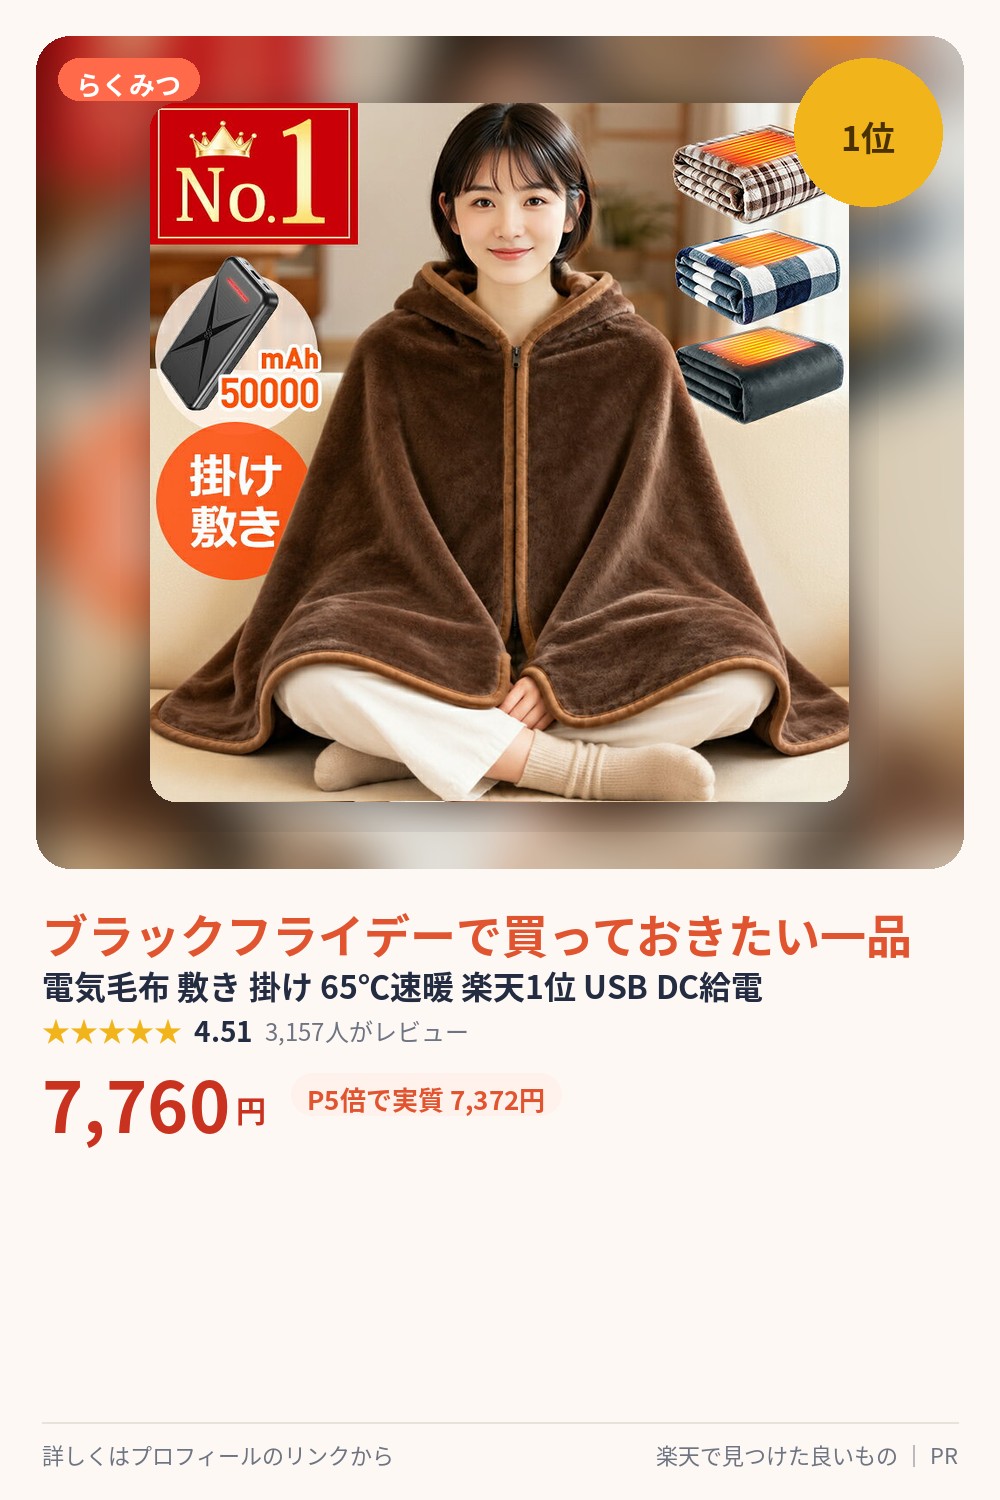 らくみつ
1位
No.1
mAh
50000
掛け
敷き
ブラックフライデーで買っておきたい一品
電気毛布 敷き 掛け 65℃速暖 楽天1位 USB DC給電
★★★★★ 4.51 3,157人がレビュー
7,760円 P5倍で実質 7,372円
詳しくはプロフィールのリンクから
楽天で見つけた良いもの | PR